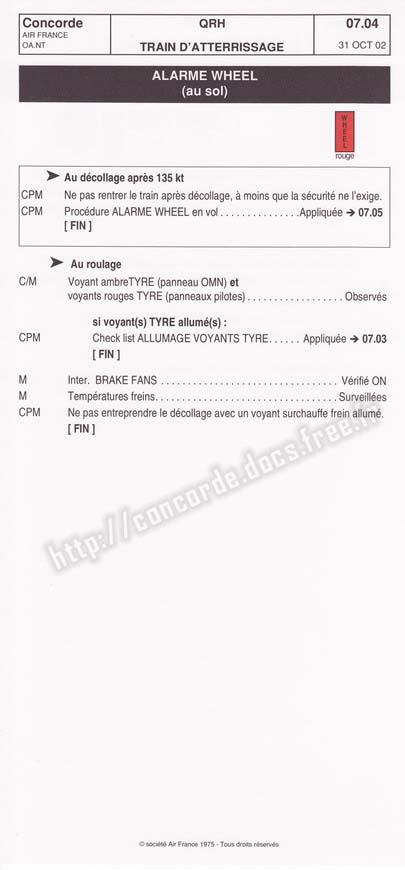 Concorde QRH 07.04
AIR FRANCE
OA.NT TRAIN D'ATTERRISSAGE 31 OCT 02
ALARME WHEEL
(au sol)
WHEEL
rouge
➤ Au décollage après 135 kt
CPM Ne pas rentrer le train après décollage, à moins que la sécurité ne l'exige.
CPM Procédure ALARME WHEEL en vol . . . . . . . . . . . . . . . Appliquée ➔ 07.05
[ FIN ]
➤ Au roulage
C/M Voyant ambreTYRE (panneau OMN) et
voyants rouges TYRE (panneaux pilotes) . . . . . . . . . . . . . . . . . . Observés
si voyant(s) TYRE allumé(s) :
CPM Check list ALLUMAGE VOYANTS TYRE. . . . . . Appliquée ➔ 07.03
[ FIN ]
M Inter. BRAKE FANS . . . . . . . . . . . . . . . . . . . . . . . . . . . . . . . . . Vérifié ON
M Températures freins. . . . . . . . . . . . . . . . . . . . . . . . . . . . . . . . . . Surveillées
CPM Ne pas entreprendre le décollage avec un voyant surchauffe frein allumé.
[ FIN ]
http://concorde.docs.free.fr
© société Air France 1975 - Tous droits réservés